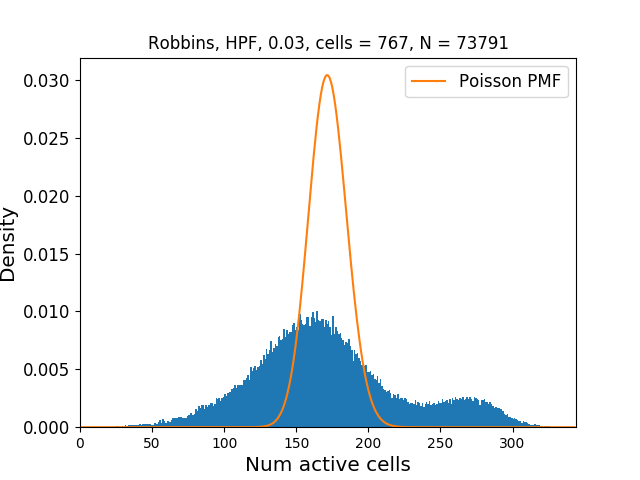 Robbins, HPF, 0.03, cells = 767, N = 73791
Poisson PMF
Density
0.030
0.025
0.020
0.015
0.010
0.005
0.000
0 50 100 150 200 250 300
Num active cells